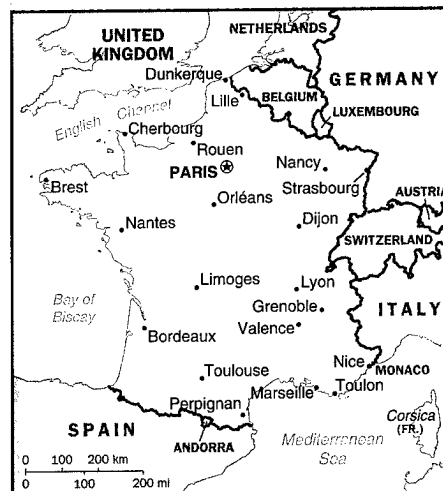 NETHERLANDS
UNITED
KINGDOM
Dunkerque
GERMANY
BELGIUM
Lille
LUXEMBOURG
English Channel
Cherbourg
Rouen
PARIS
Nancy
Strasbourg
Brest
Orléans
AUSTRIA
Nantes
Dijon
SWITZERLAND
Limoges
Lyon
Bay of
Biscay
Grenoble
ITALY
Bordeaux
Valence
Nice
MONACO
Toulouse
Marseille
Toulon
Perpignan
Corsica
(FR.)
SPAIN
ANDORRA
Mediterranean
Sea
0 100 200 km
0 100 200 mi